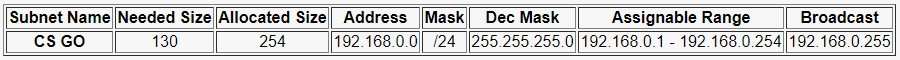 Subnet Name Needed Size Allocated Size Address Mask Dec Mask Assignable Range Broadcast
CS GO 130 254 192.168.0.0 /24 255.255.255.0 192.168.0.1 - 192.168.0.254 192.168.0.255